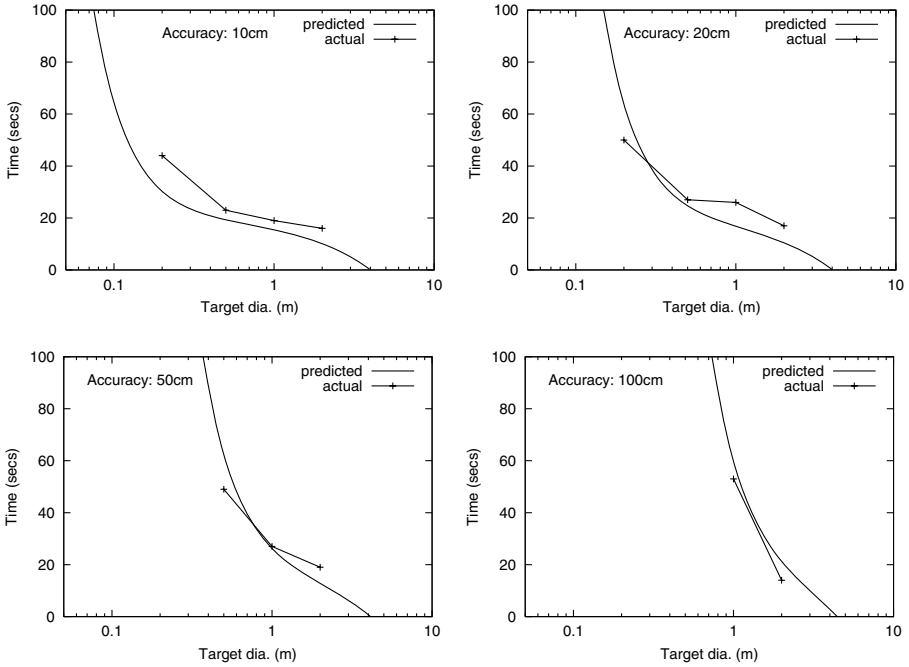 100
80
60
40
20
0
0.1
1
10
Time (secs)
Target dia. (m)
Accuracy: 10cm
predicted
actual
100
80
60
40
20
0
0.1
1
10
Time (secs)
Target dia. (m)
Accuracy: 20cm
predicted
actual
100
80
60
40
20
0
0.1
1
10
Time (secs)
Target dia. (m)
Accuracy: 50cm
predicted
actual
100
80
60
40
20
0
0.1
1
10
Time (secs)
Target dia. (m)
Accuracy: 100cm
predicted
actual